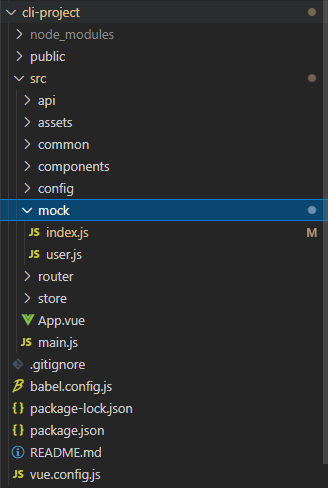 cli-project
node_modules
public
src
api
assets
common
components
config
mock
JS index.js M
JS user.js
router
store
App.vue
JS main.js
.gitignore
babel.config.js
{} package-lock.json
{} package.json
README.md
JS vue.config.js